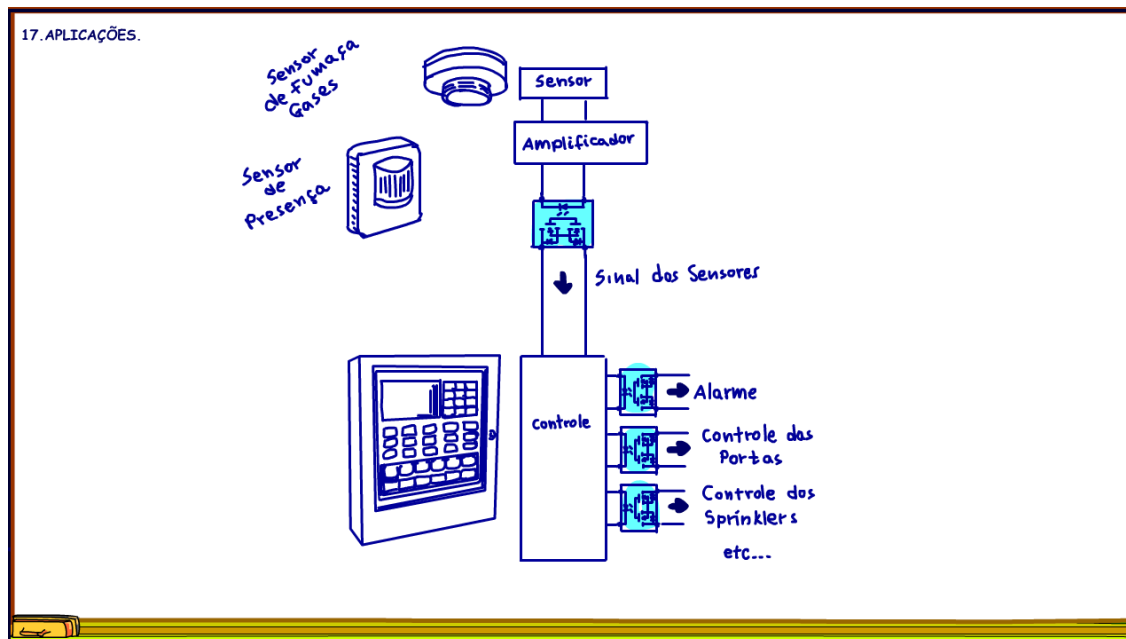 17.APLICAÇÕES.
Sensor
de Fumaça
Gases
Sensor
Amplificador
Sensor
de
Presença
Sinal dos Sensores
Controle
Alarme
Controle das
Portas
Controle dos
Sprinklers
etc...